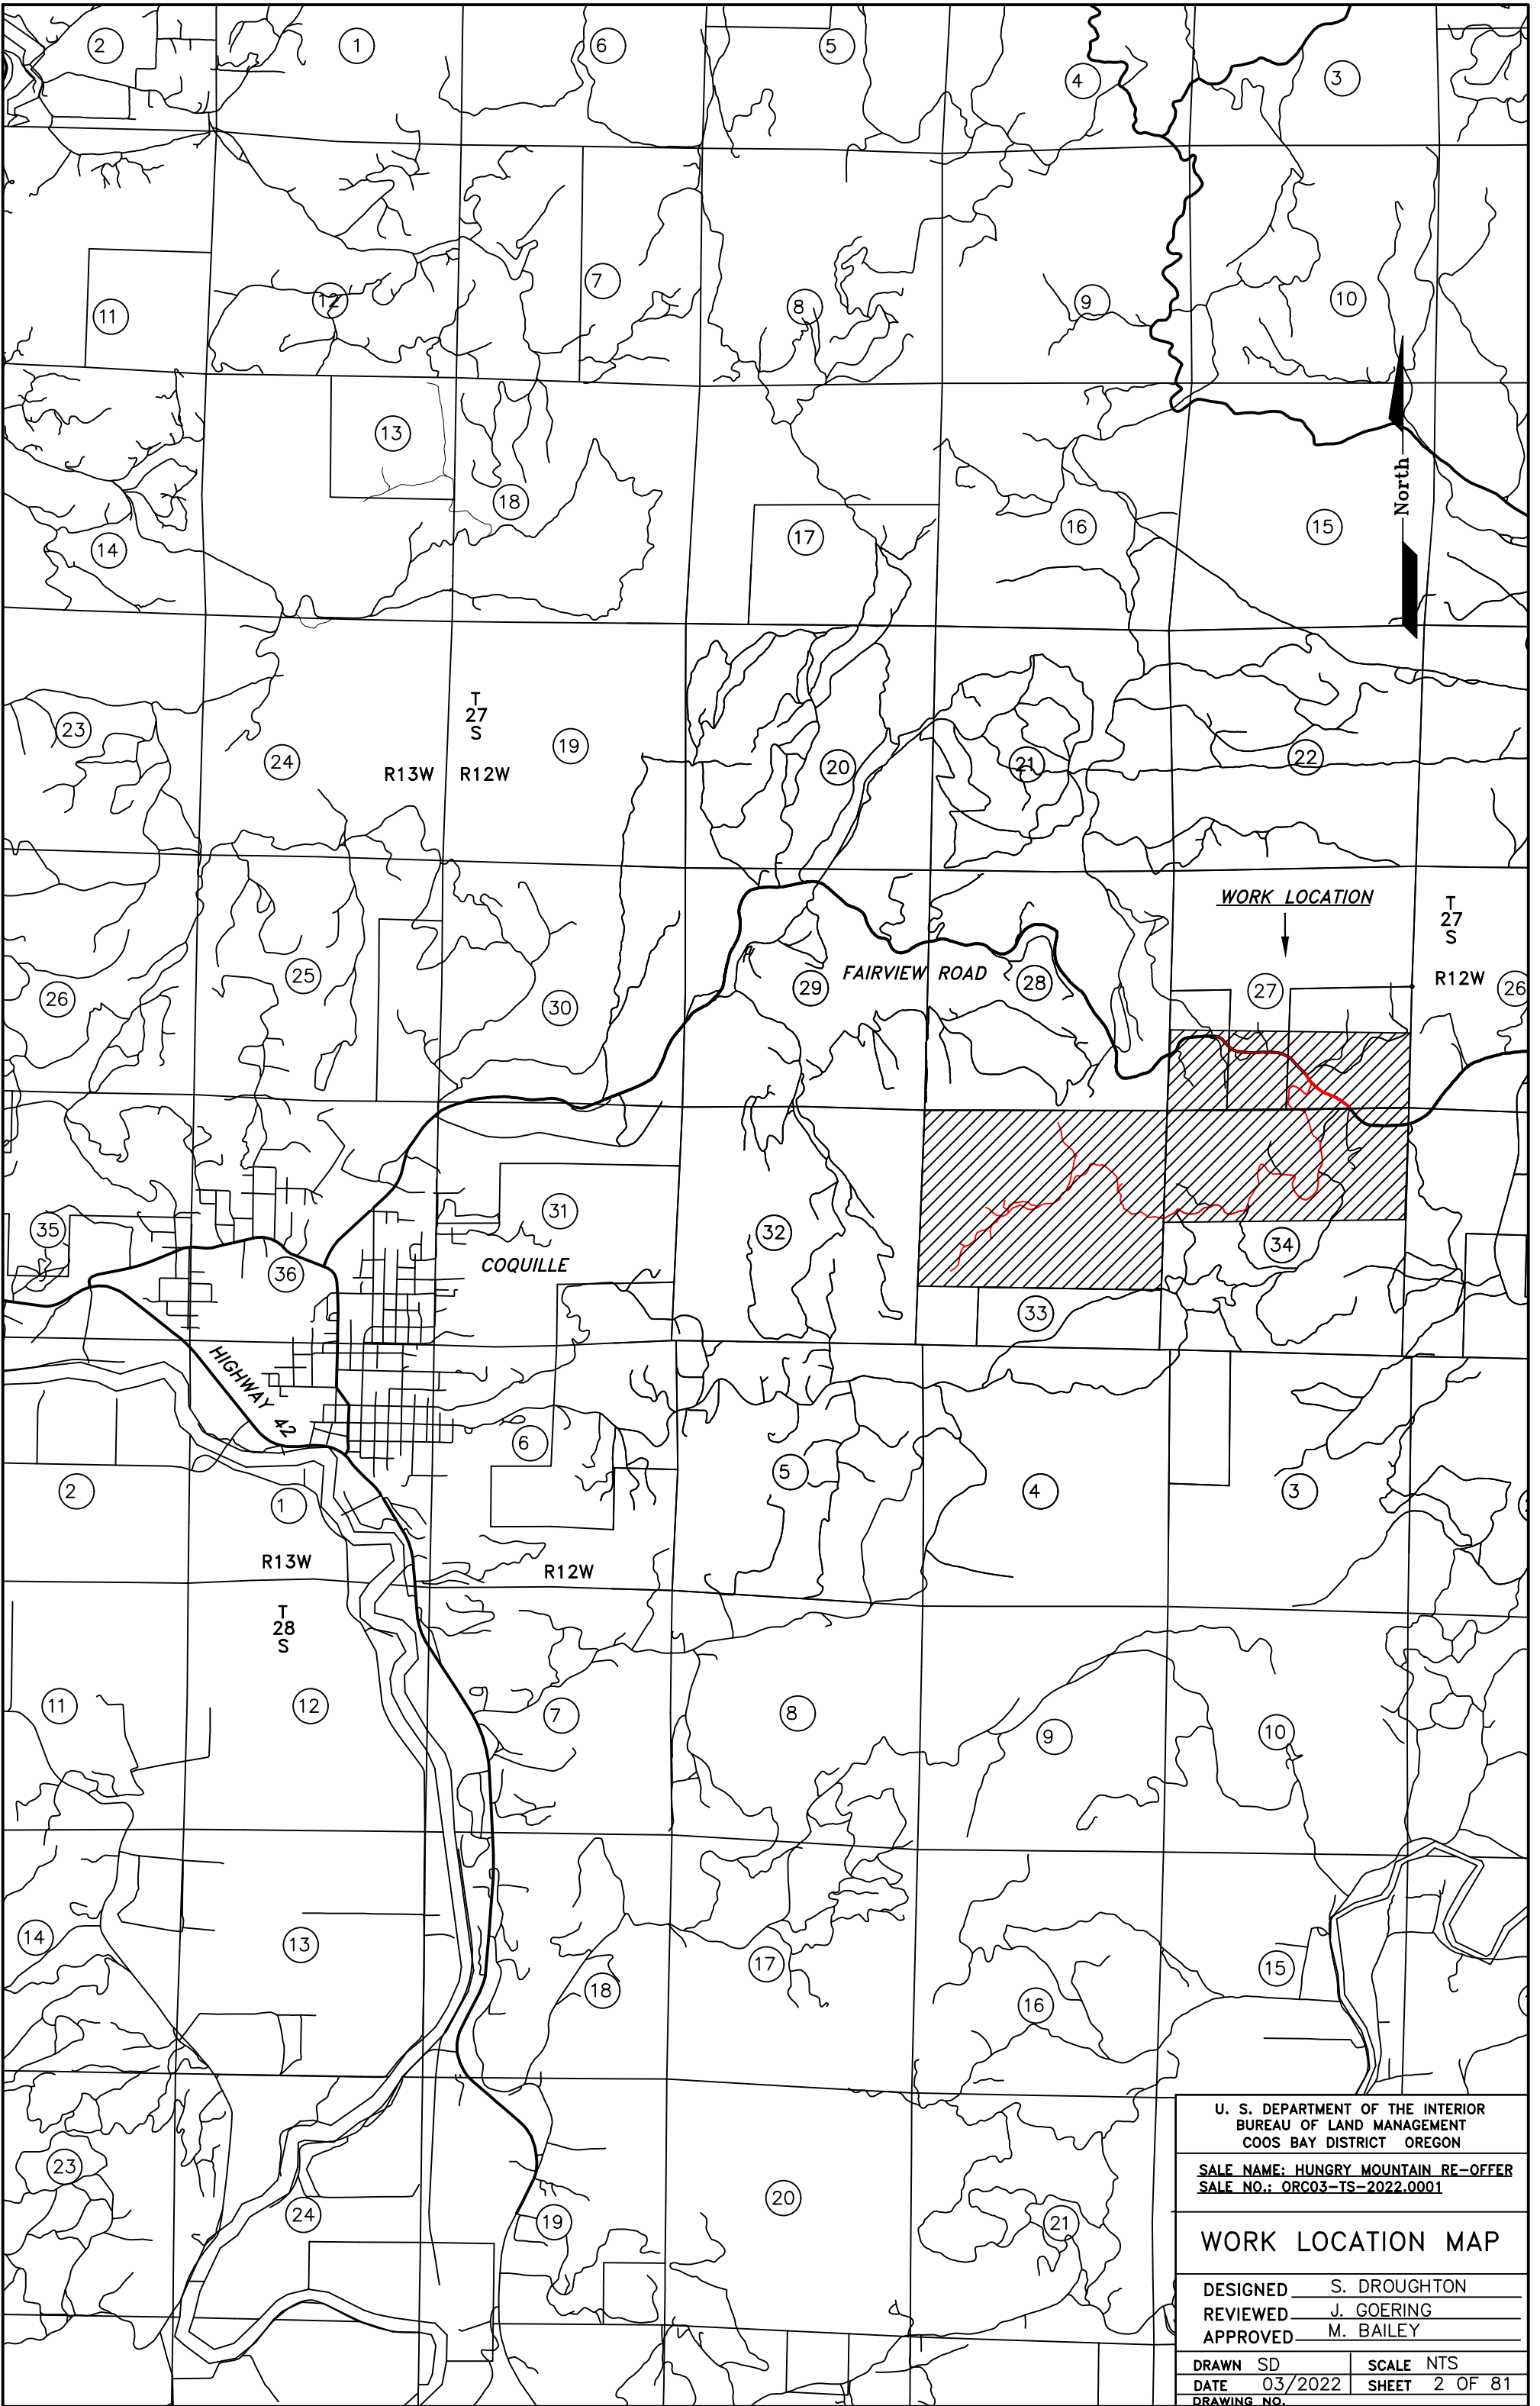 2
1
6
5
4
3
11
12
7
8
9
10
13
18
14
17
16
15
North
23
24
T
27
S
R13W R12W
19
20
21
22
WORK LOCATION
T
27
S
R12W
26
25
30
29
FAIRVIEW ROAD
28
27
26
35
36
31
COQUILLE
32
33
34
HIGHWAY 42
2
1
6
5
4
3
R13W
R12W
T
28
S
11
12
7
8
9
10
14
13
18
17
16
15
23
24
19
20
21
U. S. DEPARTMENT OF THE INTERIOR
BUREAU OF LAND MANAGEMENT
COOS BAY DISTRICT OREGON
SALE NAME: HUNGRY MOUNTAIN RE-OFFER
SALE NO.: ORC03-TS-2022.0001
WORK LOCATION MAP
DESIGNED S. DROUGHTON
REVIEWED J. GOERING
APPROVED M. BAILEY
DRAWN SD SCALE NTS
DATE 03/2022 SHEET 2 OF 81
DRAWING NO.